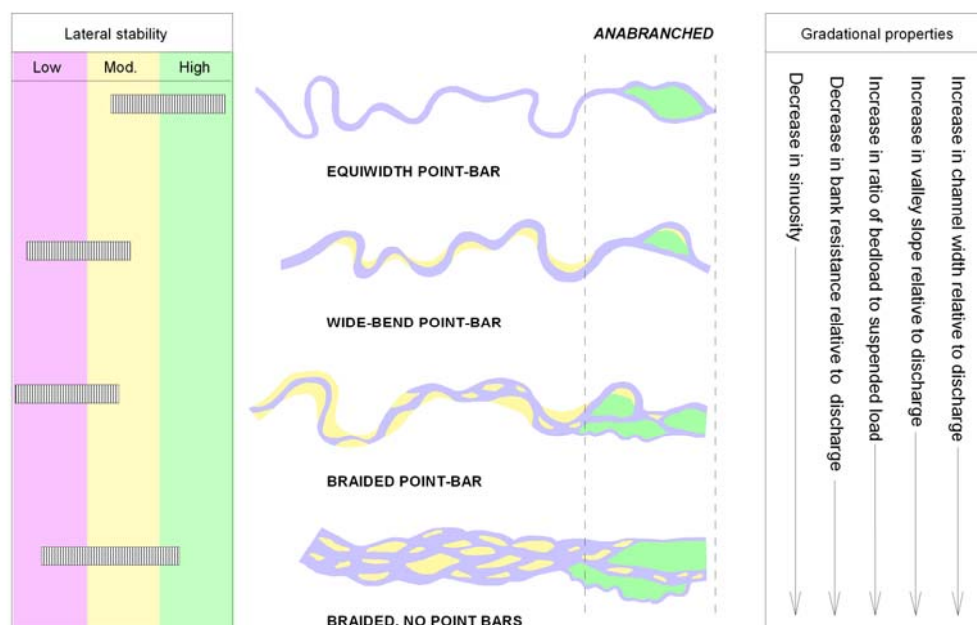 Lateral stability
Low Mod. High
ANABRANCHED
EQUIWIDTH POINT-BAR
WIDE-BEND POINT-BAR
BRAIDED POINT-BAR
BRAIDED, NO POINT BARS
Gradational properties
Decrease in sinuosity
Decrease in bank resistance relative to discharge
Increase in ratio of bedload to suspended load
Increase in valley slope relative to discharge
Increase in channel width relative to discharge